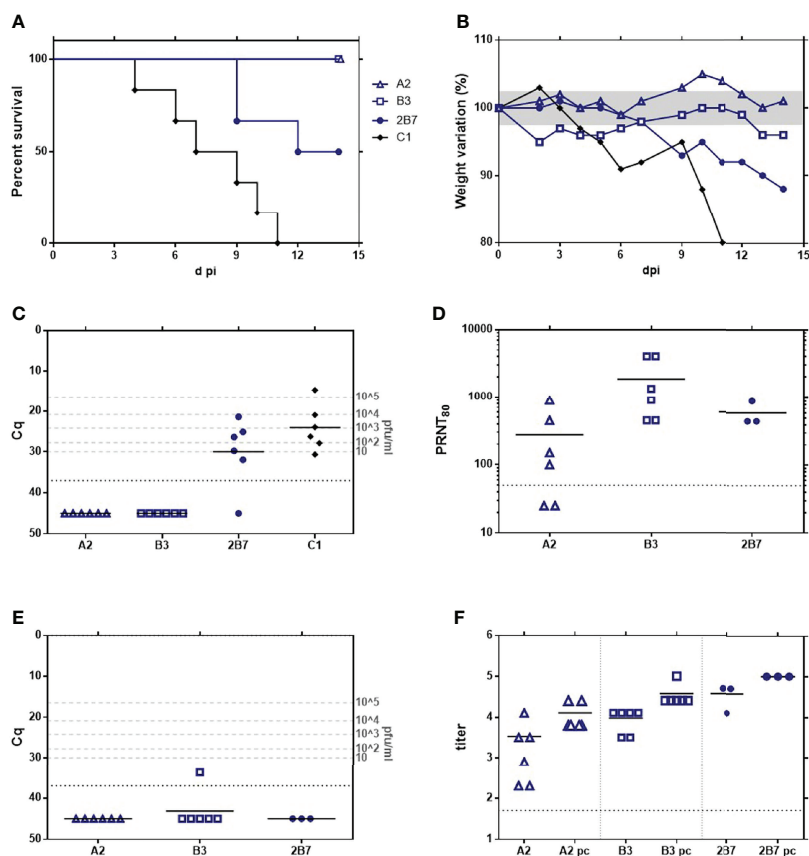 A
100
50
0
Percent survival
0 3 6 9 12 15
d pi
A2
B3
2B7
C1
B
110
100
90
80
Weight variation (%)
0 3 6 9 12 15
dpi
C
0
10
20
30
40
50
Cq
10^5
10^4
10^3
10^2
10
pfu/ml
A2 B3 2B7 C1
D
10000
1000
100
10
PRNT80
A2 B3 2B7
E
0
10
20
30
40
50
Cq
10^5
10^4
10^3
10^2
10
pfu/ml
A2 B3 2B7
F
6
5
4
3
2
1
titer
A2 A2 pc B3 B3 pc 2B7 2B7 pc